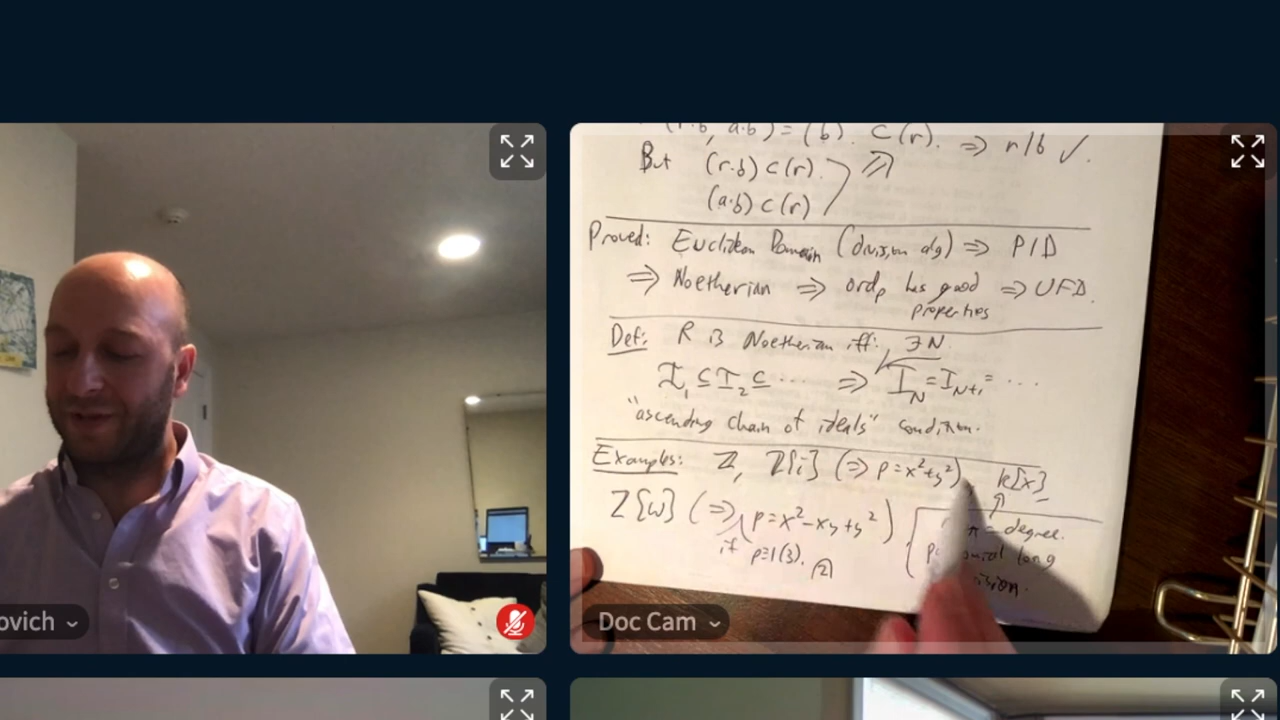 (r·b, a·b) = (b). ⊂ (r). ⇒ r/b ✓.
But (r·b) ⊂ (r). ⇗
(a·b) ⊂ (r)
Proved: Euclidean Domain (division alg) ⇒ PID
⇒ Noetherian ⇒ ord_p has good properties ⇒ UFD.
Def: R is Noetherian iff: ∃N.
I_1 ⊆ I_2 ⊆ ··· ⇒ I_N = I_{N+1} = ···
"ascending chain of ideals" condition.
Examples: Z, Z[i] (⇒ p = x²+y²), k[x],
Z[ω] (⇒ p = x²-xy+y²)
if p≡1(3).
= degree.
long
ovich
Doc Cam